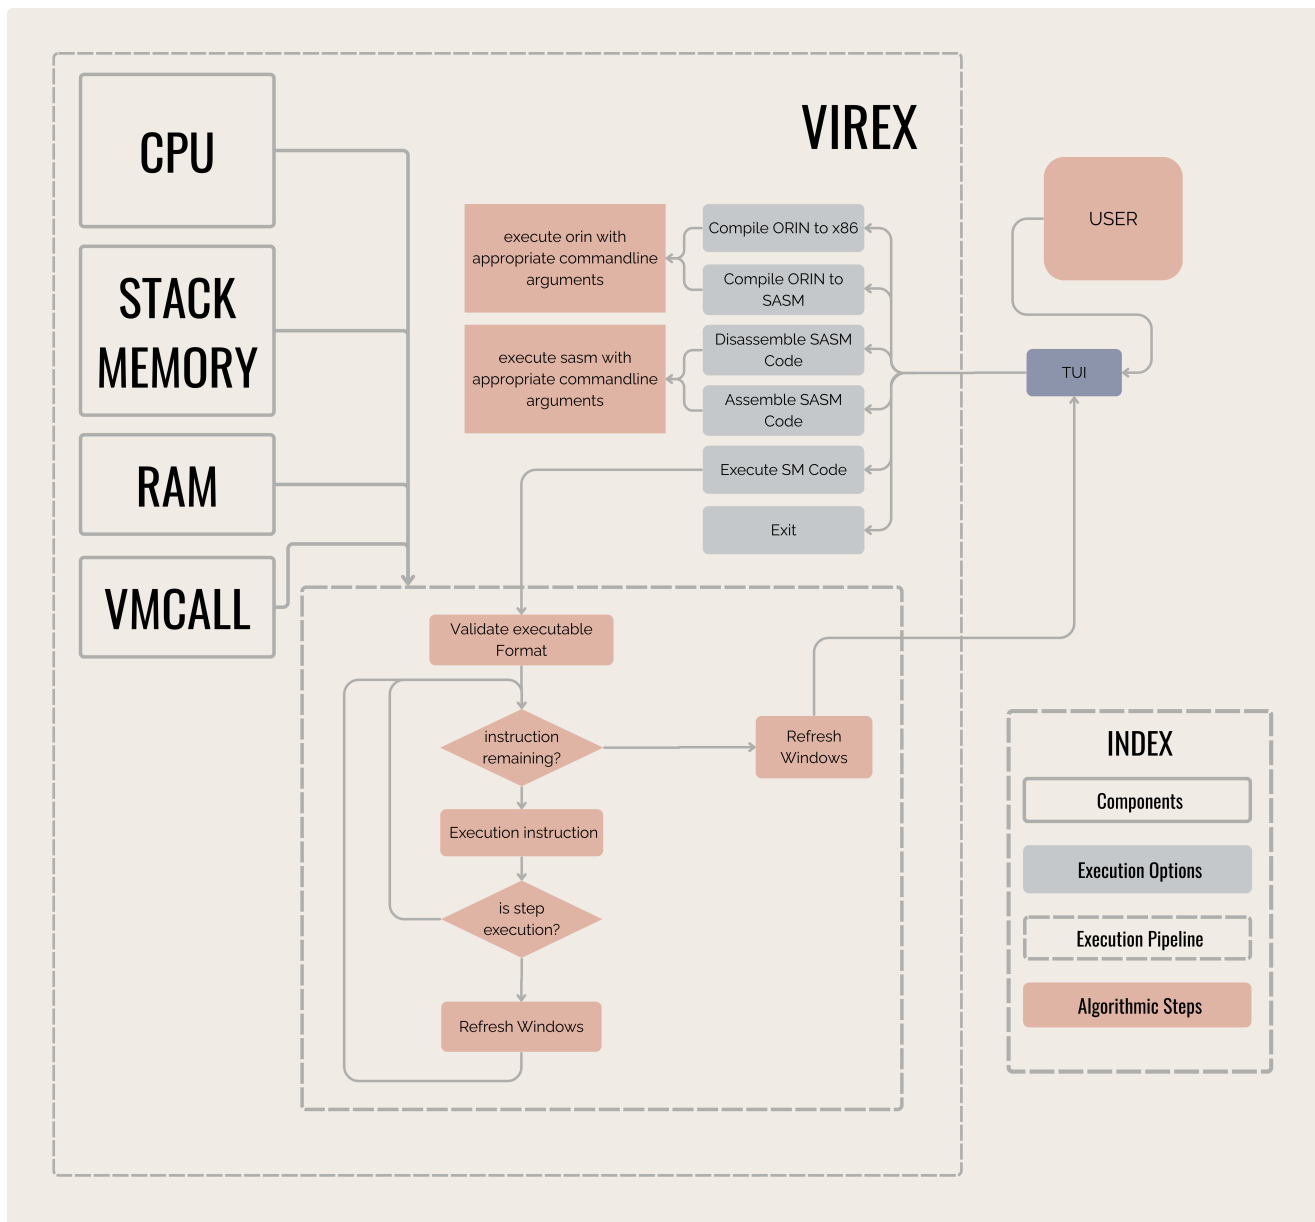 CPU
STACK
MEMORY
RAM
VMCALL
VIREX
execute orin with
appropriate commandline
arguments
execute sasm with
appropriate commandline
arguments
Compile ORIN to x86
Compile ORIN to
SASM
Disassemble SASM
Code
Assemble SASM
Code
Execute SM Code
Exit
USER
TUI
Validate executable
Format
instruction
remaining?
Refresh
Windows
Execution instruction
is step
execution?
Refresh Windows
INDEX
Components
Execution Options
Execution Pipeline
Algorithmic Steps